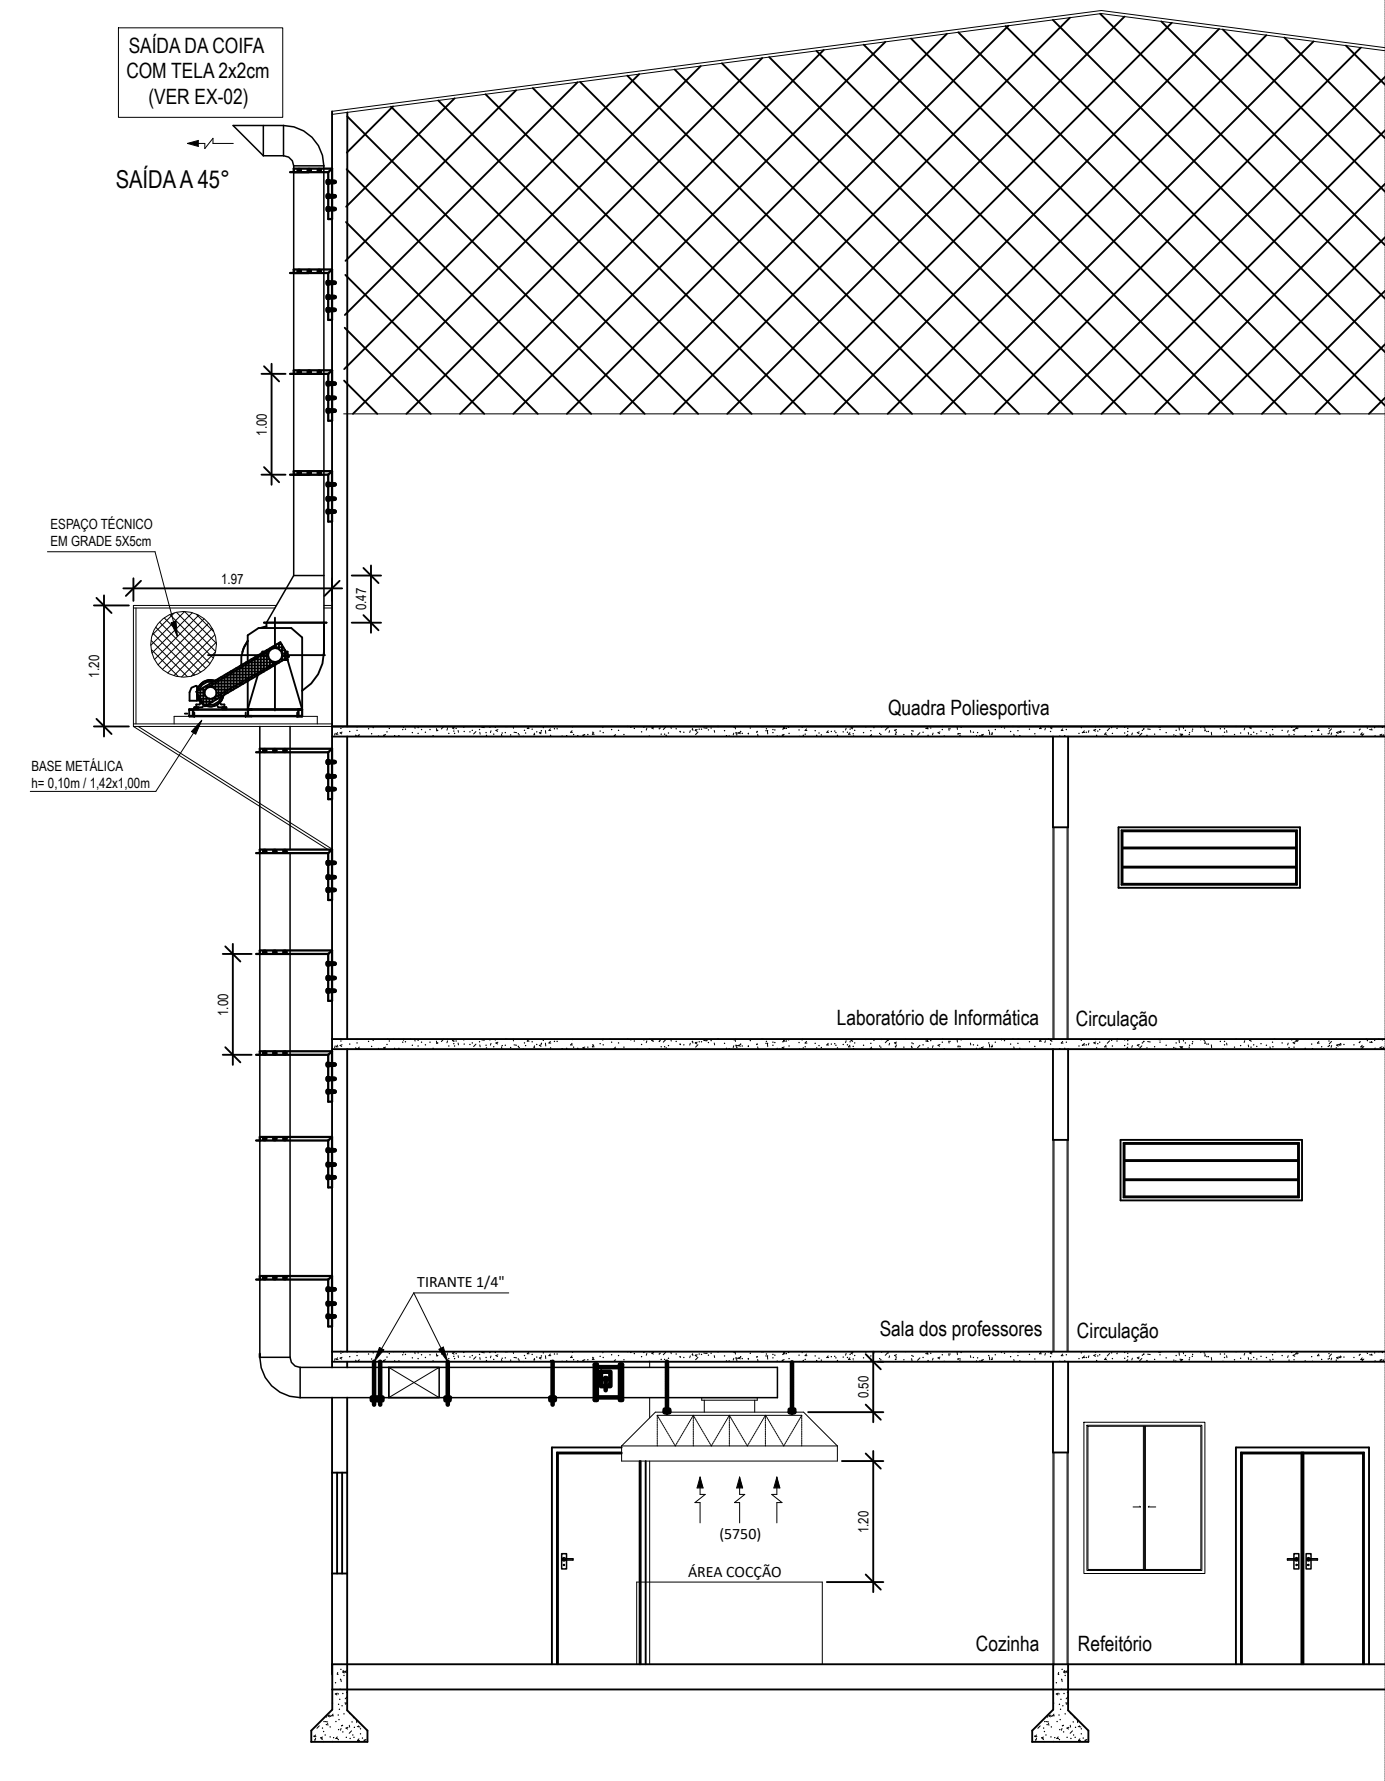 SAÍDA DA COIFA
COM TELA 2x2cm
(VER EX-02)
SAÍDA A 45°
1.00
ESPAÇO TÉCNICO
EM GRADE 5X5cm
1.97
0.47
1.20
Quadra Poliesportiva
BASE METÁLICA
h= 0,10m / 1,42x1,00m
1.00
Laboratório de Informática
Circulação
TIRANTE 1/4"
Sala dos professores
Circulação
0.50
1.20
(5750)
ÁREA COCÇÃO
Cozinha
Refeitório